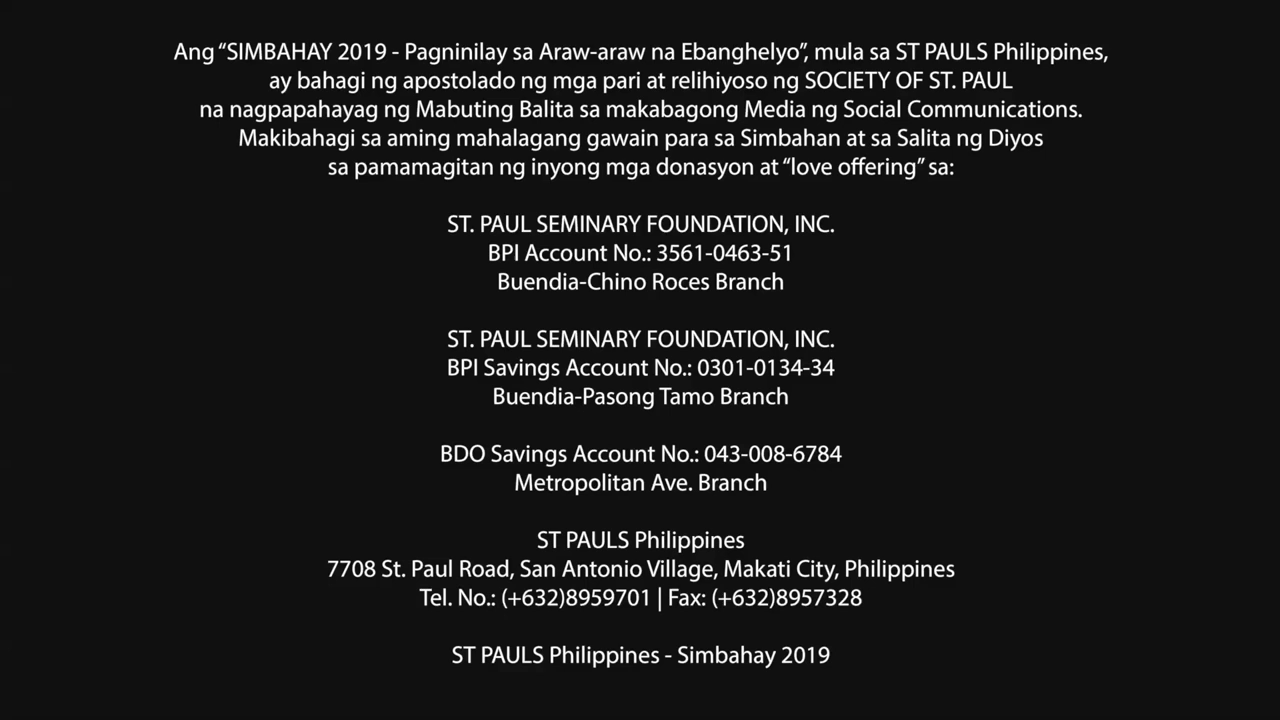 Ang “SIMBAHAY 2019 - Pagninilay sa Araw-araw na Ebanghelyo”, mula sa ST PAULS Philippines,
ay bahagi ng apostolado ng mga pari at relihiyoso ng SOCIETY OF ST. PAUL
na nagpapahayag ng Mabuting Balita sa makabagong Media ng Social Communications.
Makibahagi sa aming mahalagang gawain para sa Simbahan at sa Salita ng Diyos
sa pamamagitan ng inyong mga donasyon at “love offering” sa:
ST. PAUL SEMINARY FOUNDATION, INC.
BPI Account No.: 3561-0463-51
Buendia-Chino Roces Branch
ST. PAUL SEMINARY FOUNDATION, INC.
BPI Savings Account No.: 0301-0134-34
Buendia-Pasong Tamo Branch
BDO Savings Account No.: 043-008-6784
Metropolitan Ave. Branch
ST PAULS Philippines
7708 St. Paul Road, San Antonio Village, Makati City, Philippines
Tel. No.: (+632)8959701 | Fax: (+632)8957328
ST PAULS Philippines - Simbahay 2019